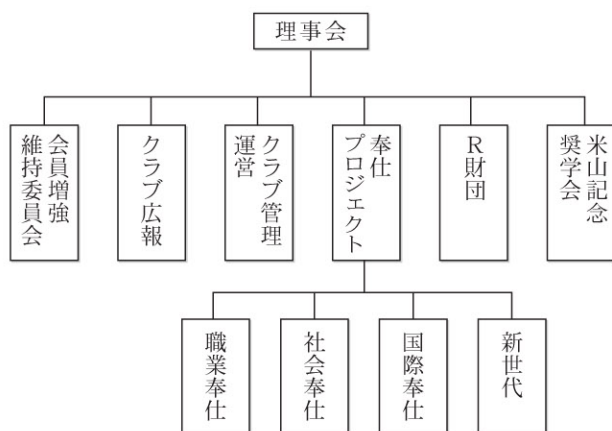 理事会
会員増強
維持委員会
クラブ広報
クラブ管理
運営
奉仕
プロジェクト
R財団
米山記念
奨学会
職業奉仕
社会奉仕
国際奉仕
新世代